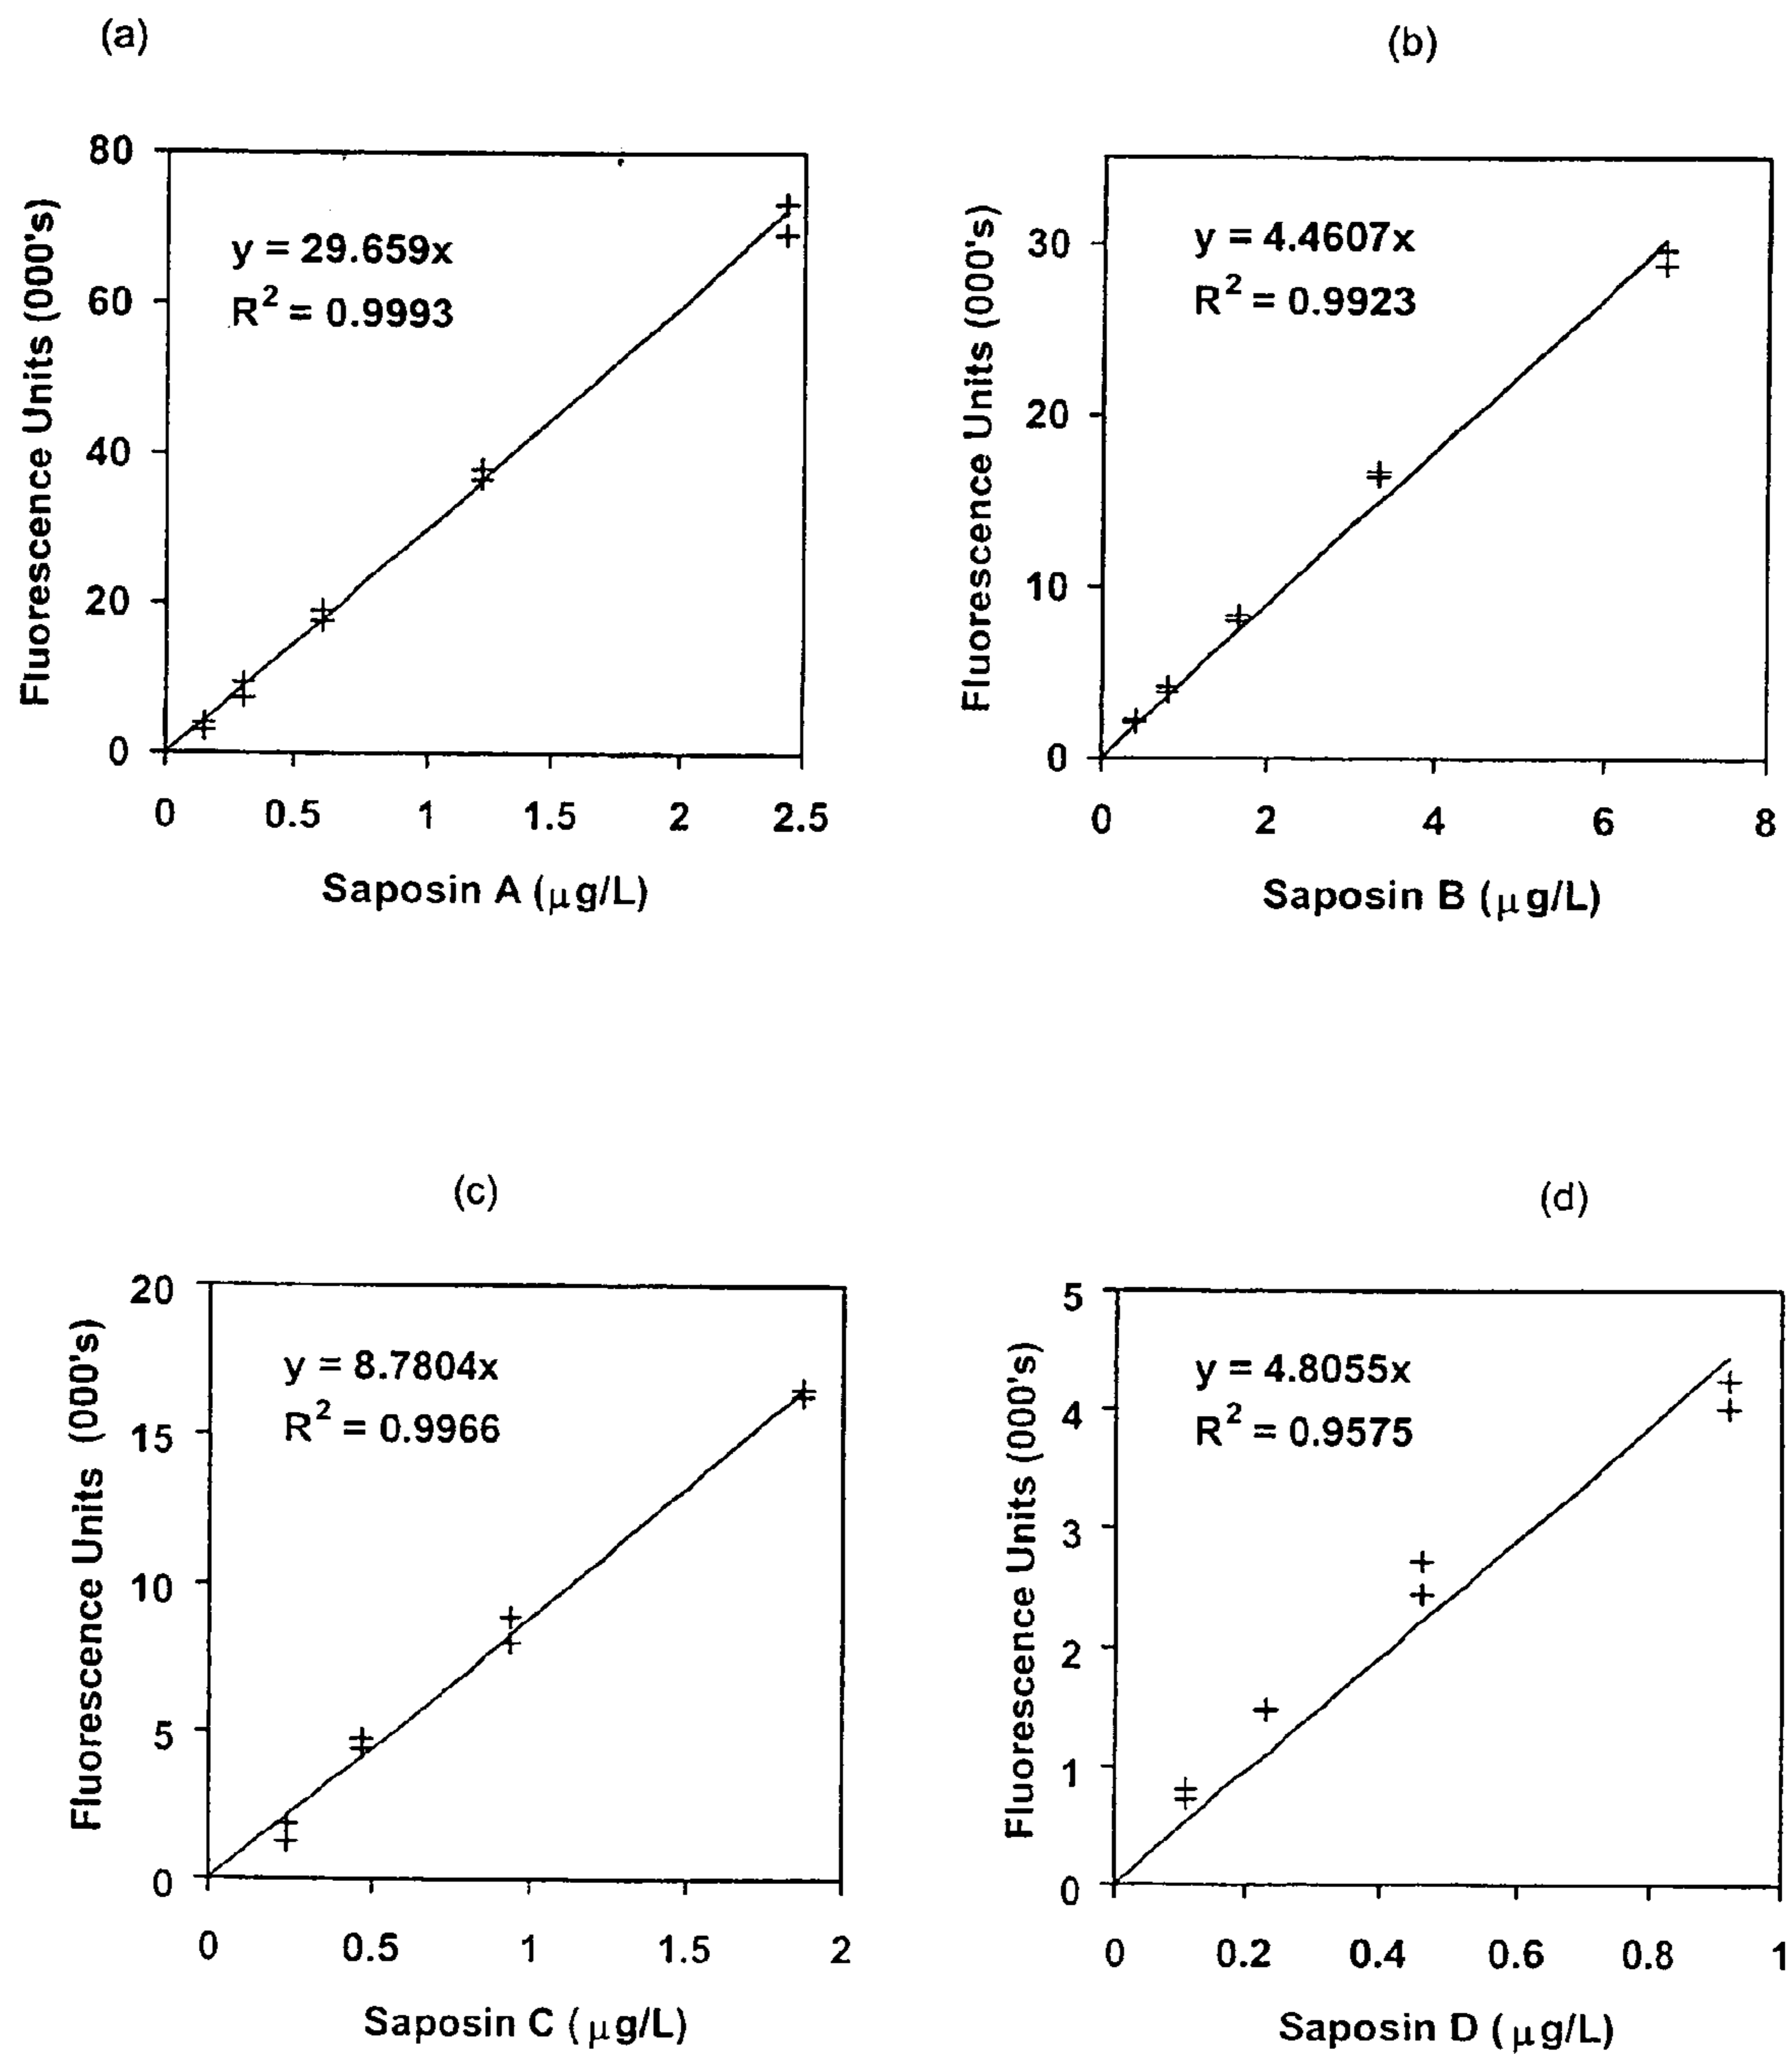 (a)
80
60
40
20
0
Fluorescence Units (000's)
y = 29.659x
R² = 0.9993
0 0.5 1 1.5 2 2.5
Saposin A (μg/L)
(b)
30
20
10
0
Fluorescence Units (000's)
y = 4.4607x
R² = 0.9923
0 2 4 6 8
Saposin B (μg/L)
(c)
20
15
10
5
0
Fluorescence Units (000's)
y = 8.7804x
R² = 0.9966
0 0.5 1 1.5 2
Saposin C (μg/L)
(d)
5
4
3
2
1
0
Fluorescence Units (000's)
y = 4.8055x
R² = 0.9575
0 0.2 0.4 0.6 0.8 1
Saposin D (μg/L)